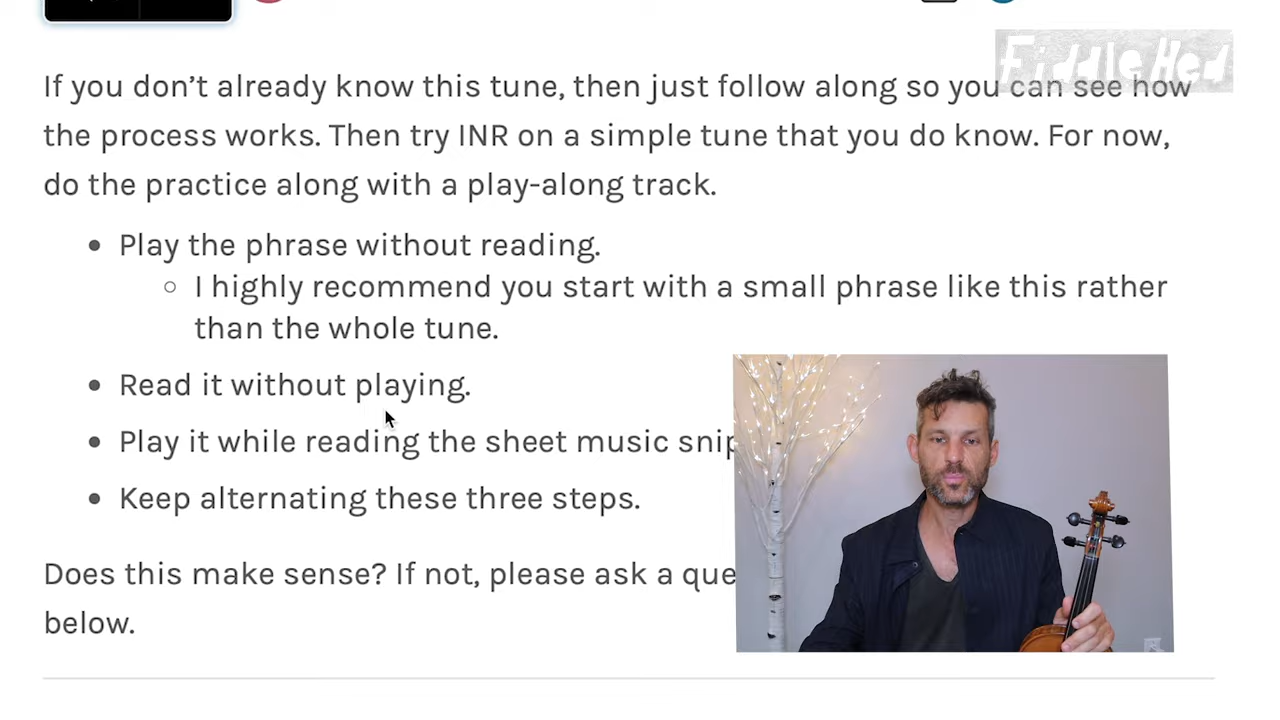 FiddleHed
If you don’t already know this tune, then just follow along so you can see how
the process works. Then try INR on a simple tune that you do know. For now,
do the practice along with a play-along track.
• Play the phrase without reading.
○ I highly recommend you start with a small phrase like this rather
than the whole tune.
• Read it without playing.
• Play it while reading the sheet music snip
• Keep alternating these three steps.
Does this make sense? If not, please ask a que
below.